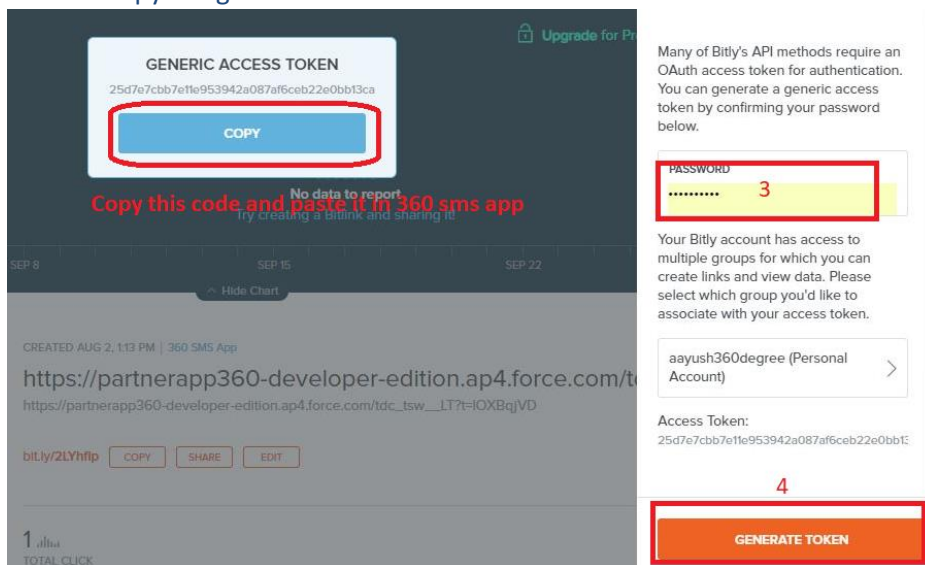 Upgrade for Pr
GENERIC ACCESS TOKEN
25d7e7cbb7e11e953942a087af6ceb22e0bb13ca
COPY
No data to report
Copy this code and paste it in 360 sms app
Try creating a Bitlink and sharing it!
SEP 8
SEP 15
SEP 22
Hide Chart
CREATED AUG 2, 1:13 PM | 360 SMS App
https://partnerapp360-developer-edition.ap4.force.com/t
https://partnerapp360-developer-edition.ap4.force.com/tdc_tsw__LT?t=IOXBqjVD
bit.ly/2LYhfIp COPY SHARE EDIT
1
TOTAL CLICK
Many of Bitly's API methods require an
OAuth access token for authentication.
You can generate a generic access
token by confirming your password
below.
PASSWORD
3
Your Bitly account has access to
multiple groups for which you can
create links and view data. Please
select which group you'd like to
associate with your access token.
aayush360degree (Personal
Account)
Access Token:
25d7e7cbb7e11e953942a087af6ceb22e0bb13
4
GENERATE TOKEN